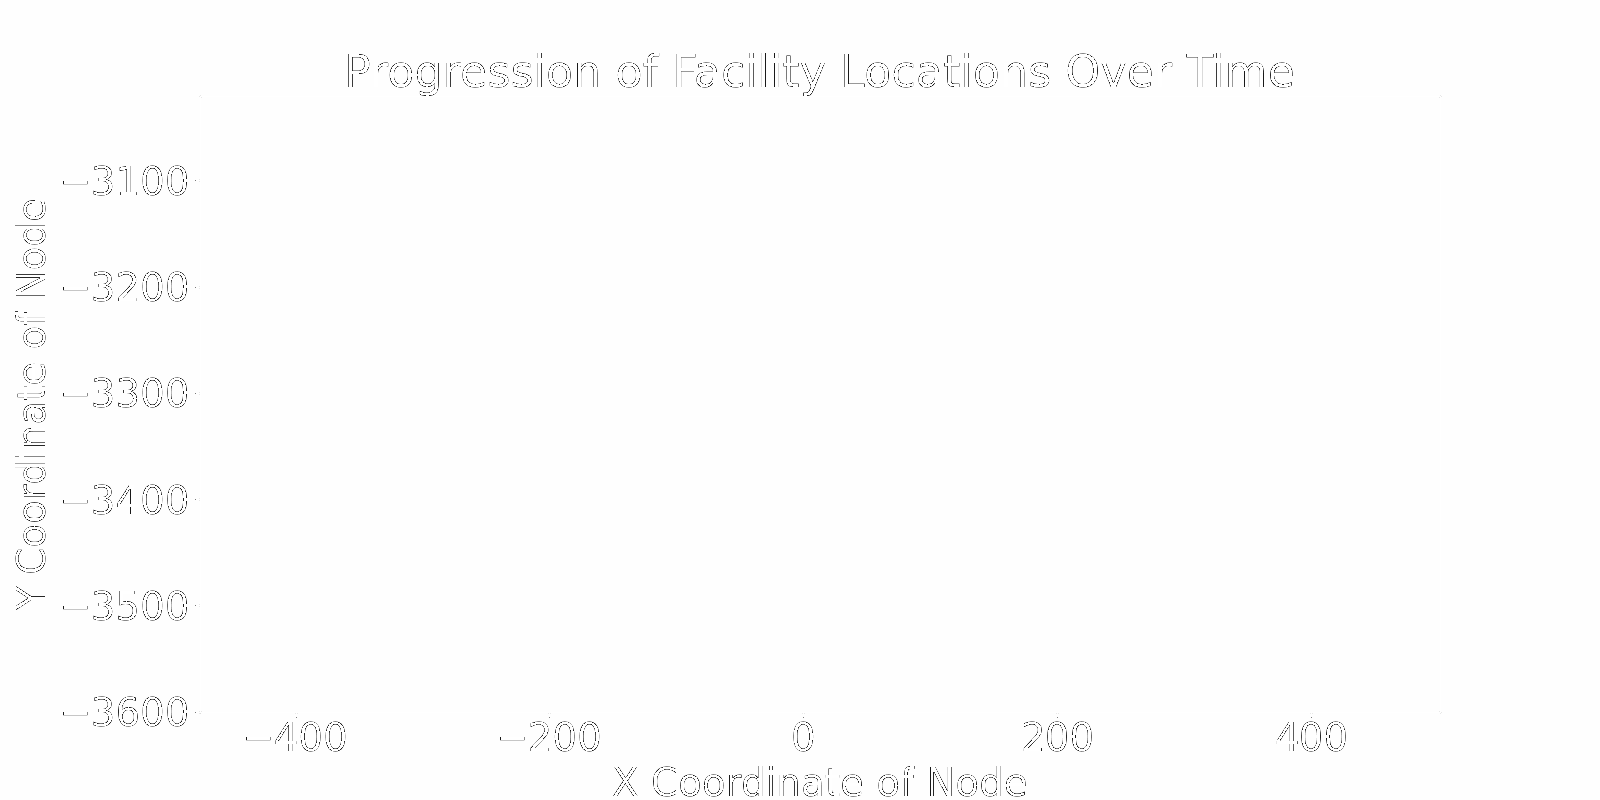 Progression of Facility Locations Over Time
Y Coordinate of Node
−3100
−3200
−3300
−3400
−3500
−3600
−400 −200 0 200 400
X Coordinate of Node